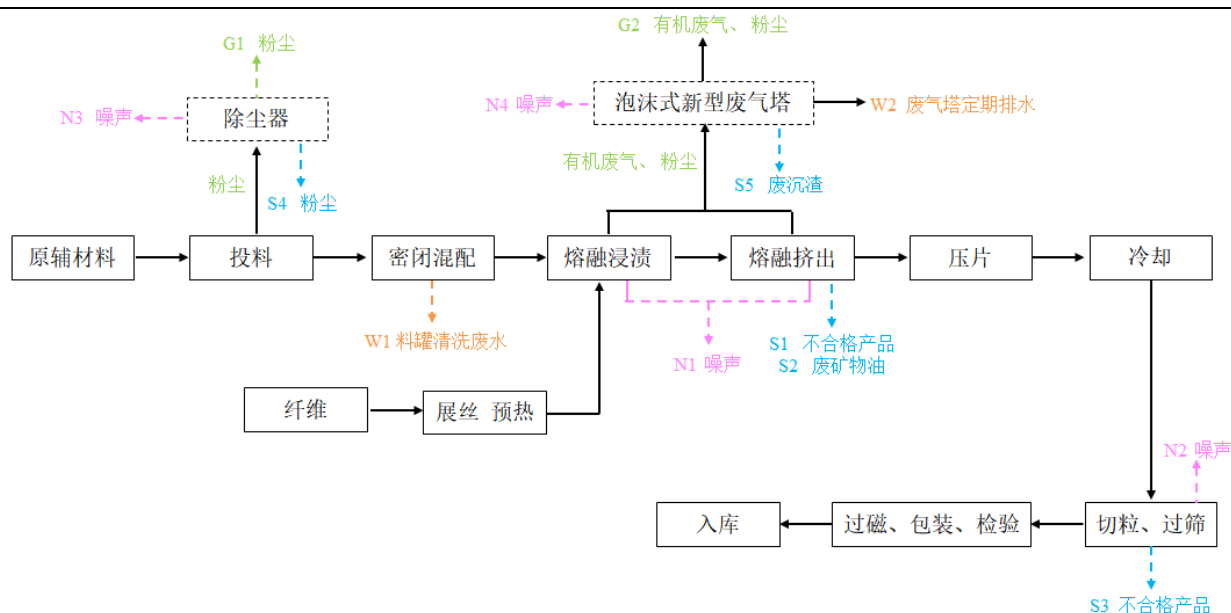 G2 有机废气、粉尘
G1 粉尘
N3 噪声
除尘器
N4 噪声
泡沫式新型废气塔
W2 废气塔定期排水
有机废气、粉尘
粉尘
S4 粉尘
S5 废沉渣
原辅材料
投料
密闭混配
熔融浸渍
熔融挤出
压片
冷却
W1 料罐清洗废水
N1 噪声
S1 不合格产品
S2 废矿物油
纤维
展丝 预热
N2 噪声
入库
过磁、包装、检验
切粒、过筛
S3 不合格产品